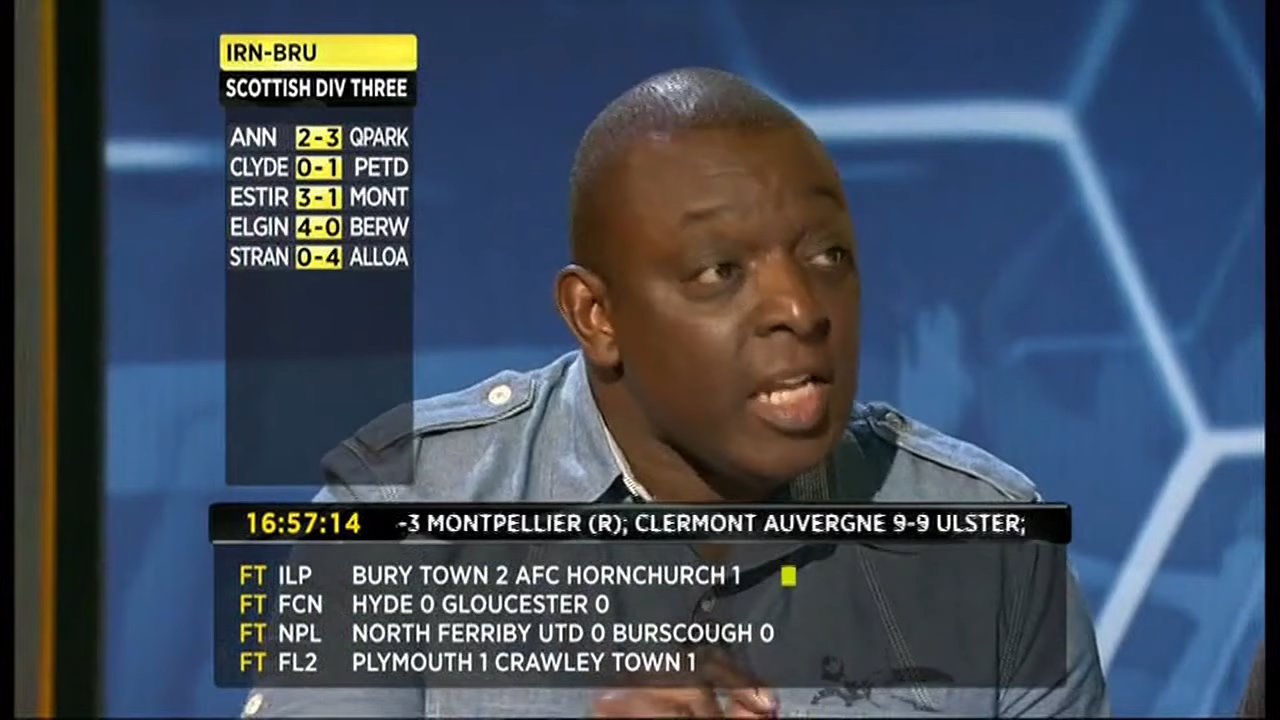 IRN-BRU
SCOTTISH DIV THREE
ANN 2-3 QPARK
CLYDE 0-1 PETD
ESTIR 3-1 MONT
ELGIN 4-0 BERW
STRAN 0-4 ALLOA
16:57:14 -3 MONTPELLIER (R); CLERMONT AUVERGNE 9-9 ULSTER;
FT ILP BURY TOWN 2 AFC HORNCHURCH 1
FT FCN HYDE 0 GLOUCESTER 0
FT NPL NORTH FERRIBY UTD 0 BURSCOUGH 0
FT FL2 PLYMOUTH 1 CRAWLEY TOWN 1